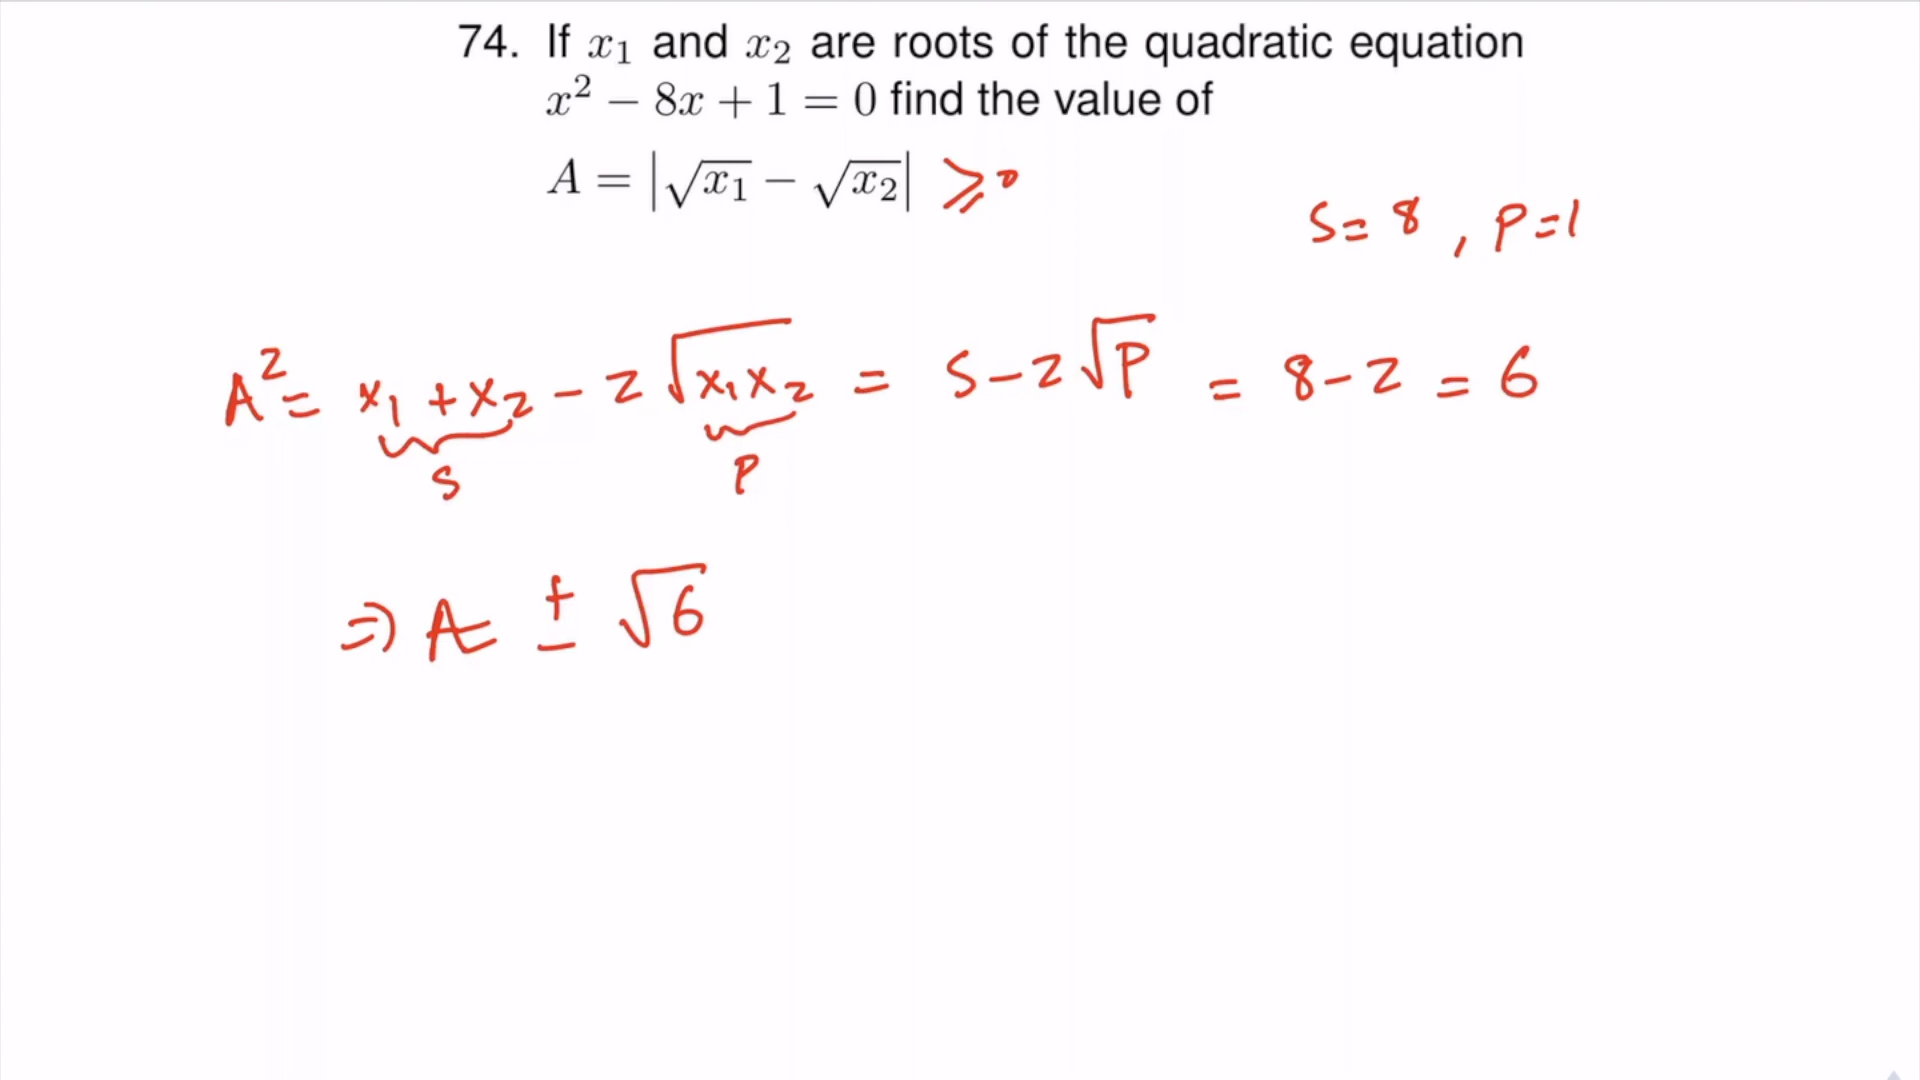 74. If x₁ and x₂ are roots of the quadratic equation
x² − 8x + 1 = 0 find the value of
A = |√x₁ − √x₂| ⩾ 0
S = 8 , P = 1
A² = x₁ + x₂ − 2√x₁x₂ = S − 2√P = 8 − 2 = 6
S P
⇒ A = ± √6